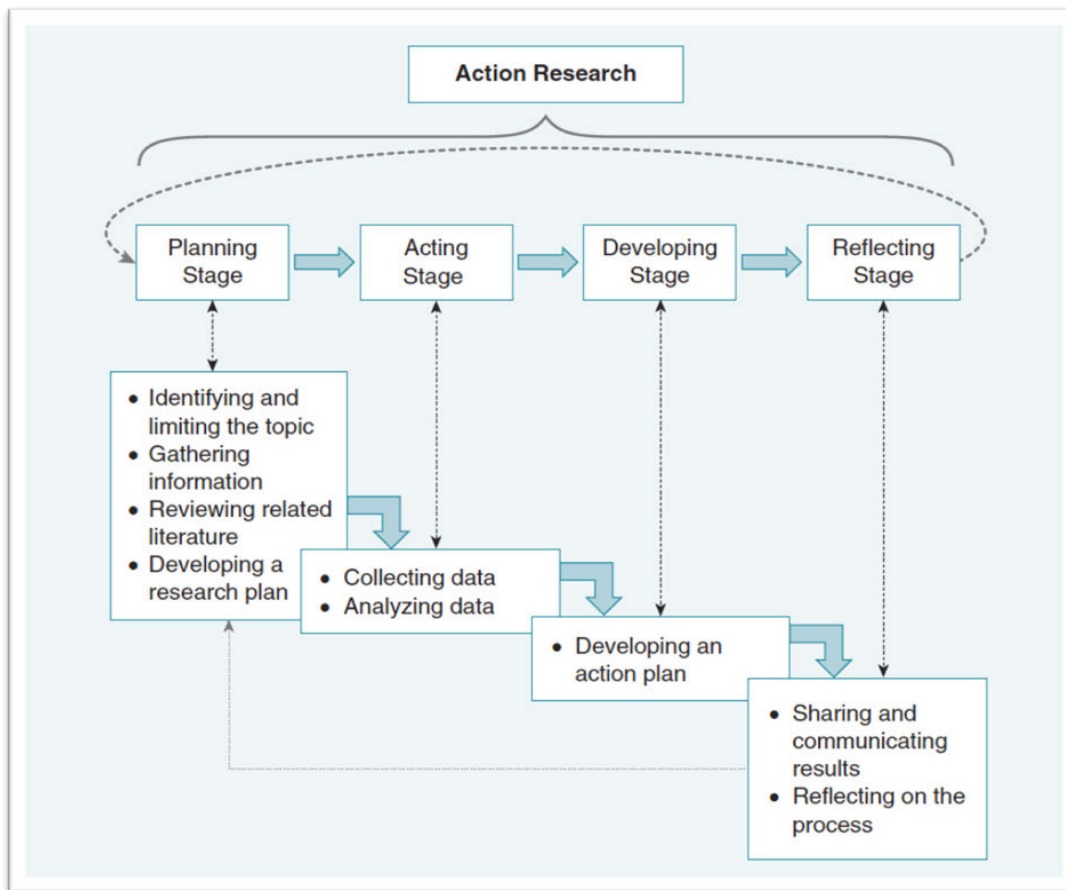 Action Research
Planning
Stage
Acting
Stage
Developing
Stage
Reflecting
Stage
• Identifying and
limiting the topic
• Gathering
information
• Reviewing related
literature
• Developing a
research plan
• Collecting data
• Analyzing data
• Developing an
action plan
• Sharing and
communicating
results
• Reflecting on the
process